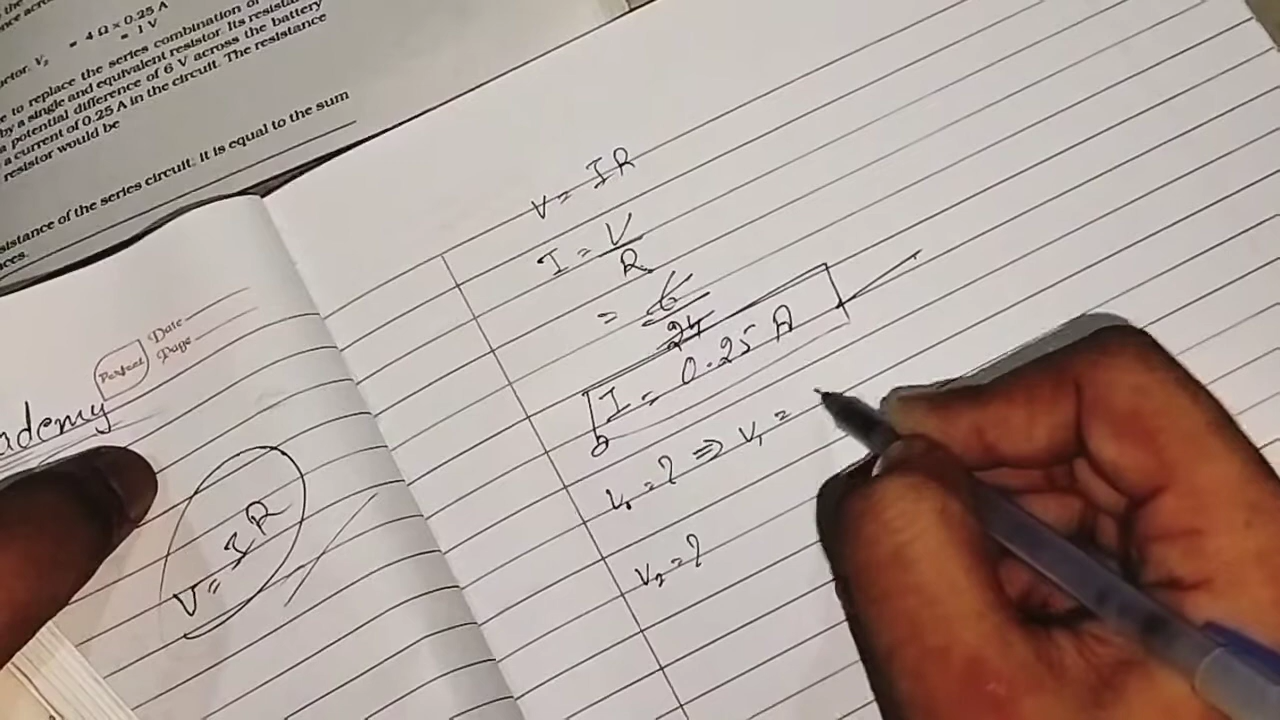 = 4 Ω × 0.25 A
= 1 V
V₂
e to replace the series combination of
by a single and equivalent resistor. Its
a potential difference of 6 V across the battery
a current of 0.25 A in the circuit. The resistance
resistor would be
sistance of the series circuit. It is equal to the sum
ces.
Perfect
Date
Page
ademy
V = IR
V = IR
I = V/R
= 6/24
I = 0.25 A
V₁ = ? ⇒ V₁ =
V₂ = ?